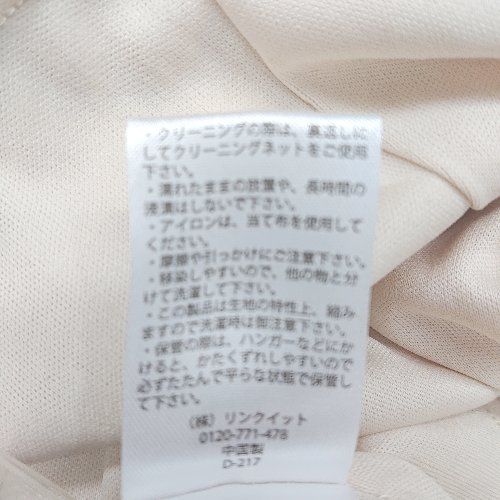 ・クリーニングの際は、裏返しに
してクリーニングネットをご使用
下さい。
・濡れたままの放置や、長時間の
浸漬はしないで下さい。
・アイロンは、当て布を使用して
ください。
・摩擦や引っかけにご注意下さい。
・移染しやすいので、他の物と分
けて洗濯して下さい。
・この製品は生地の特性上、縮み
ますので洗濯時は御注意下さい。
・保管の際は、ハンガーなどにか
けると、かたくずれしやすいので
必ずたたんで平らな状態で保管し
て下さい。
(株) リンクイット
0120-771-478
中国製
D-217